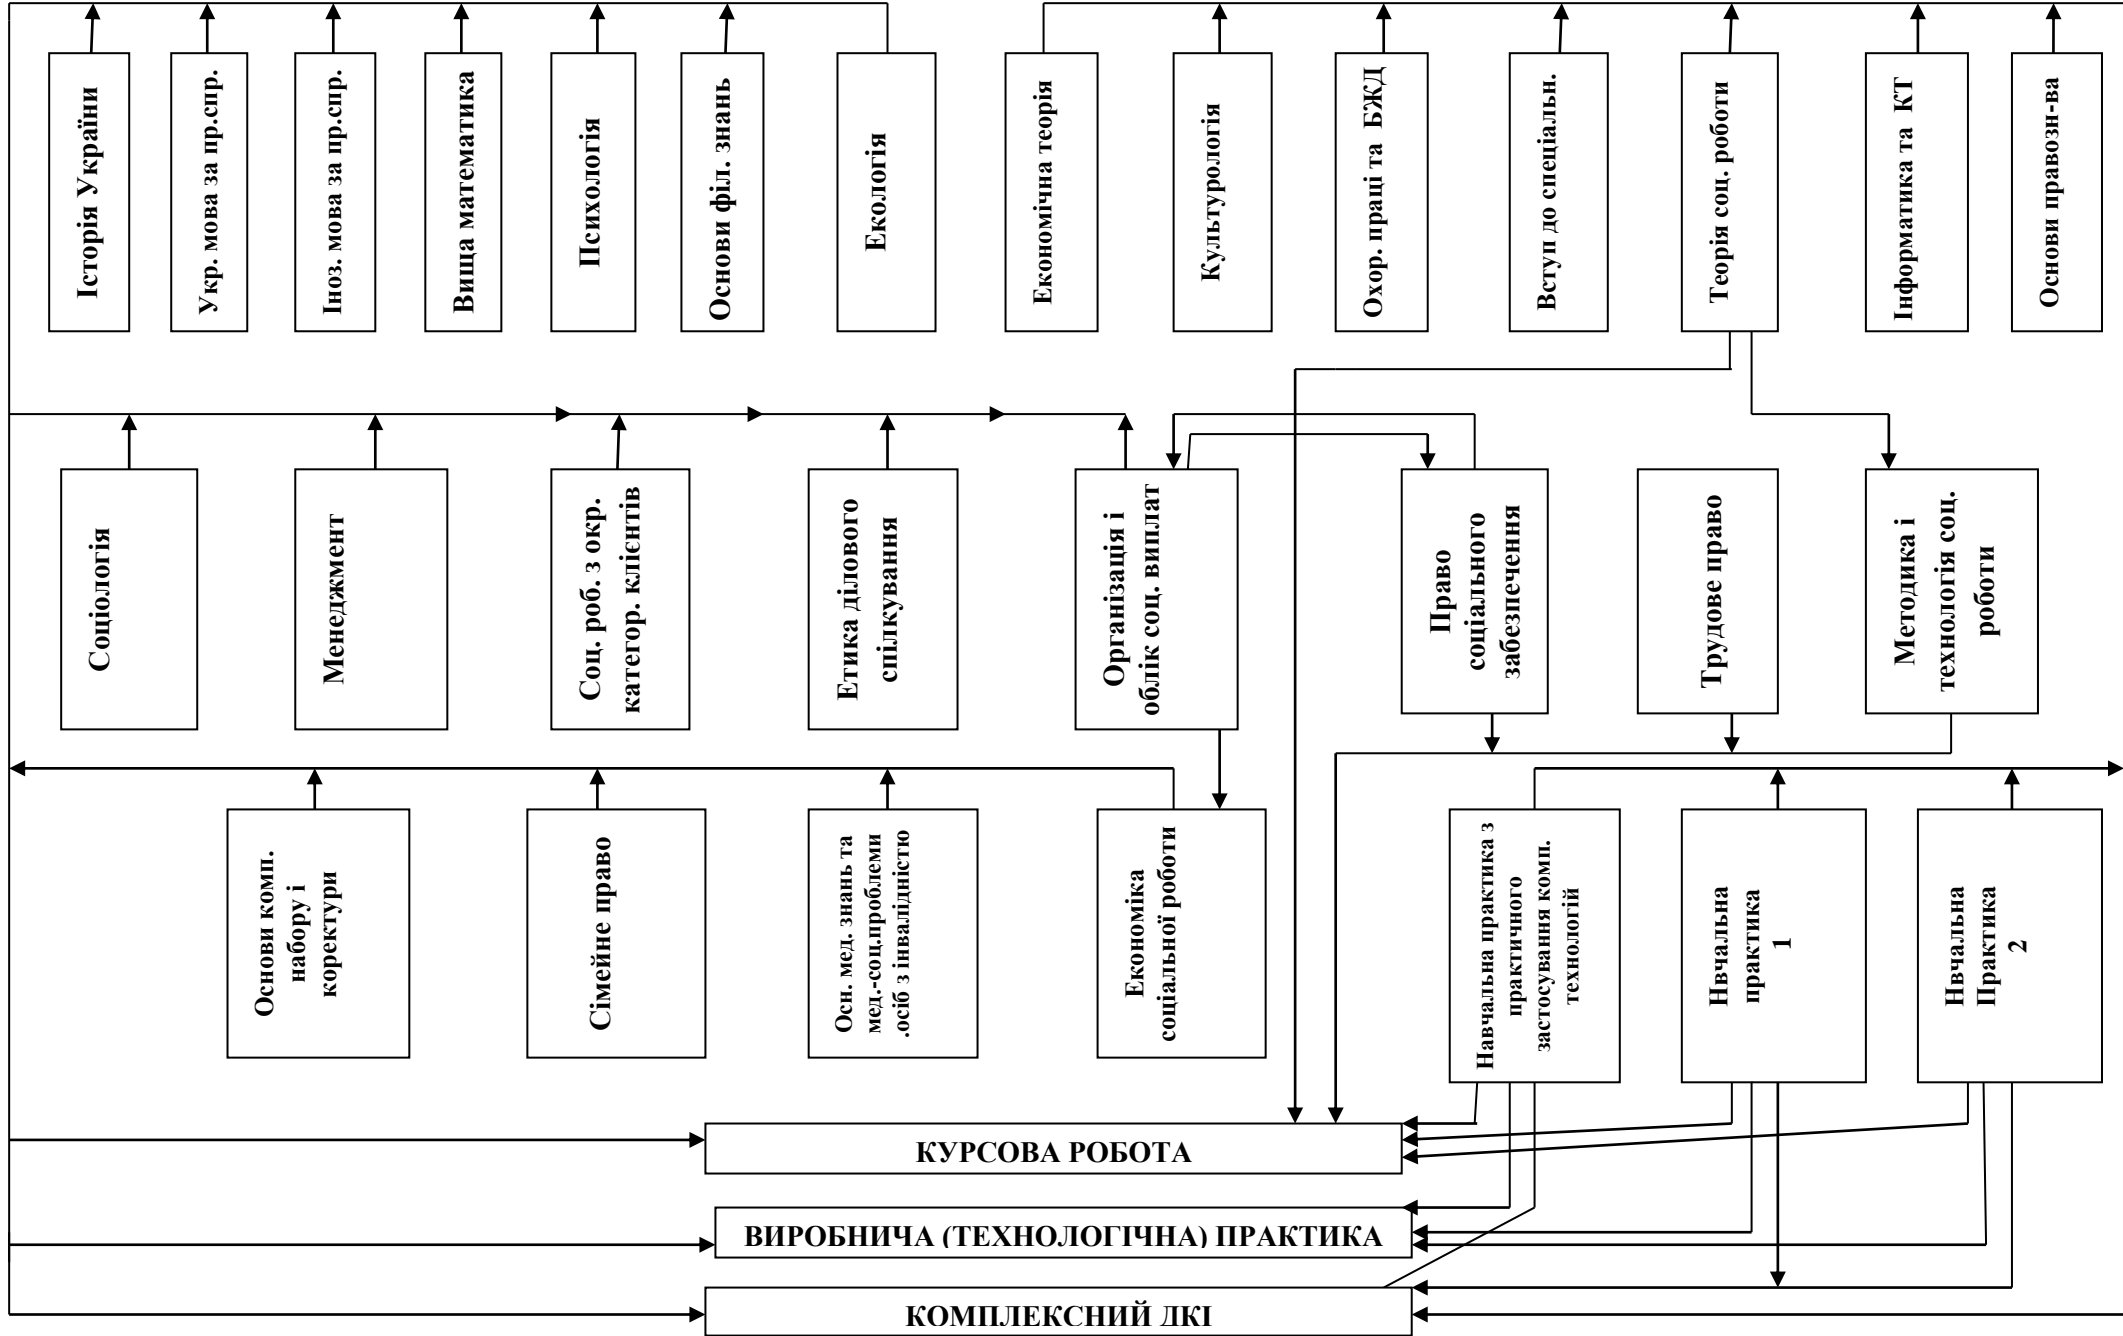 Історія України
Укр. мова за пр.спр.
Іноз. мова за пр.спр.
Вища математика
Психологія
Основи філ. знань
Екологія
Економічна теорія
Культурологія
Охор. праці та БЖД
Вступ до спеціальн.
Теорія соц. роботи
Інформатика та КТ
Основи правозн-ва
Соціологія
Менеджмент
Соц. роб. з окр.
категор. клієнтів
Етика ділового
спілкування
Організація і
облік соц. виплат
Право
соціального
забезпечення
Трудове право
Методика і
технологія соц.
роботи
Основи комп.
набору і
коректури
Сімейне право
Осн. мед. знань та
мед.-соц.проблеми
.осіб з інвалідністю
Економіка
соціальної роботи
Навчальна практика з
практичного
застосування комп.
технологій
Нвчальна
практика
1
Нвчальна
Практика
2
КУРСОВА РОБОТА
ВИРОБНИЧА (ТЕХНОЛОГІЧНА) ПРАКТИКА
КОМПЛЕКСНИЙ ДКІ